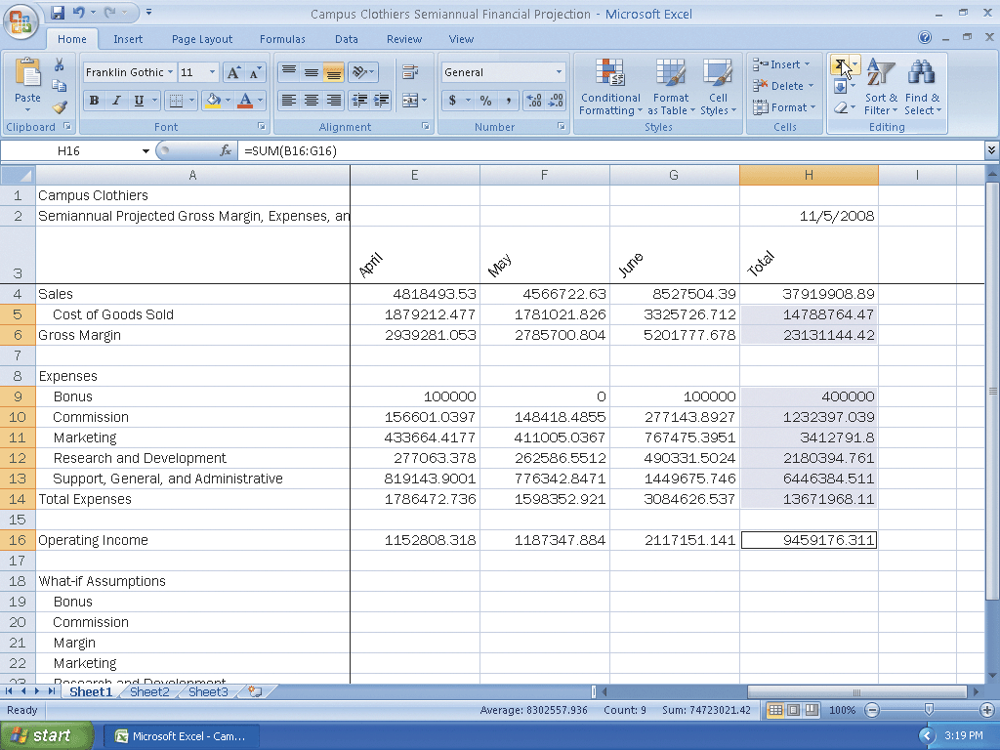 Campus Clothiers Semiannual Financial Projection - Microsoft Excel
Home Insert Page Layout Formulas Data Review View
Paste
Franklin Gothic 11
B I U
A A
A
General
$ % ,
.00
.00
Conditional Formatting
Format as Table
Cell Styles
Insert
Delete
Format
Σ
Sort & Filter
Find & Select
Clipboard Font Alignment Number Styles Cells Editing
H16 fx =SUM(B16:G16)
A E F G H I
1 Campus Clothiers
2 Semiannual Projected Gross Margin, Expenses, an 11/5/2008
3 April May June Total
4 Sales 4818493.53 4566722.63 8527504.39 37919908.89
5 Cost of Goods Sold 1879212.477 1781021.826 3325726.712 14788764.47
6 Gross Margin 2939281.053 2785700.804 5201777.678 23131144.42
7
8 Expenses
9 Bonus 100000 0 100000 400000
10 Commission 156601.0397 148418.4855 277143.8927 1232397.039
11 Marketing 433664.4177 411005.0367 767475.3951 3412791.8
12 Research and Development 277063.378 262586.5512 490331.5024 2180394.761
13 Support, General, and Administrative 819143.9001 776342.8471 1449675.746 6446384.511
14 Total Expenses 1786472.736 1598352.921 3084626.537 13671968.11
15
16 Operating Income 1152808.318 1187347.884 2117151.141 9459176.311
17
18 What-if Assumptions
19 Bonus
20 Commission
21 Margin
22 Marketing
23 Research and Development
Sheet1 Sheet2 Sheet3
Ready Average: 8302557.936 Count: 9 Sum: 74723021.42 100%
start Microsoft Excel - Cam... 3:19 PM